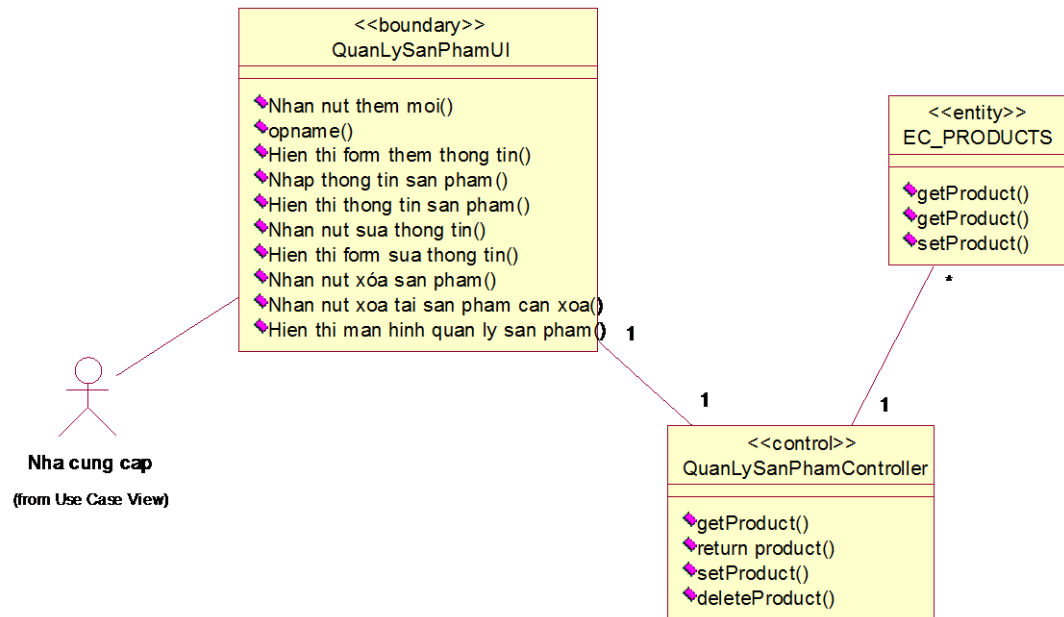 <<boundary>>
QuanLySanPhamUI
Nhan nut them moi()
opname()
Hien thi form them thong tin()
Nhap thong tin san pham()
Hien thi thong tin san pham()
Nhan nut sua thong tin()
Hien thi form sua thong tin()
Nhan nut xóa san pham()
Nhan nut xoa tai san pham can xoa()
Hien thi man hinh quan ly san pham()
<<entity>>
EC_PRODUCTS
getProduct()
getProduct()
setProduct()
*
1
1
1
<<control>>
QuanLySanPhamController
getProduct()
return product()
setProduct()
deleteProduct()
Nha cung cap
(from Use Case View)